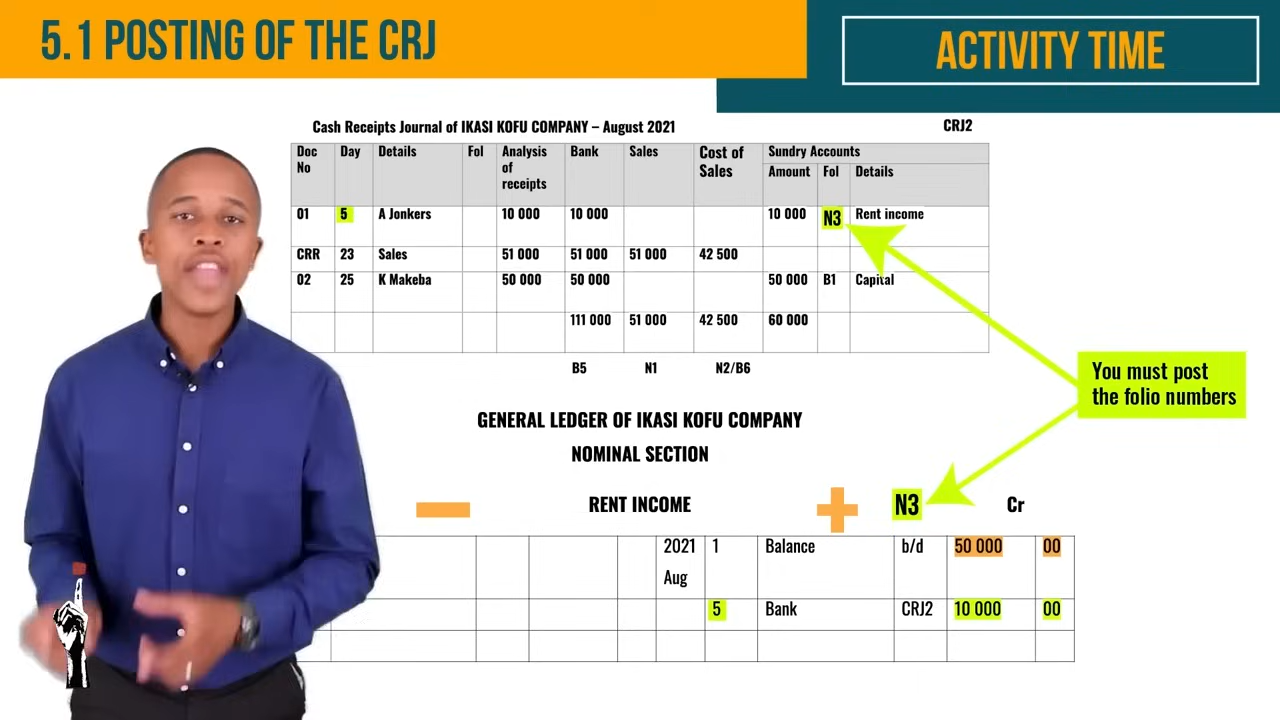 5.1 POSTING OF THE CRJ
ACTIVITY TIME
Cash Receipts Journal of IKASI KOFU COMPANY – August 2021 CRJ2
Doc No Day Details Fol Analysis of receipts Bank Sales Cost of Sales Sundry Accounts
Amount Fol Details
01 5 A Jonkers 10 000 10 000 10 000 N3 Rent income
CRR 23 Sales 51 000 51 000 51 000 42 500
02 25 K Makeba 50 000 50 000 50 000 B1 Capital
111 000 51 000 42 500 60 000
B5 N1 N2/B6
You must post
the folio numbers
GENERAL LEDGER OF IKASI KOFU COMPANY
NOMINAL SECTION
– RENT INCOME + N3 Cr
2021 1 Balance b/d 50 000 00
Aug
5 Bank CRJ2 10 000 00